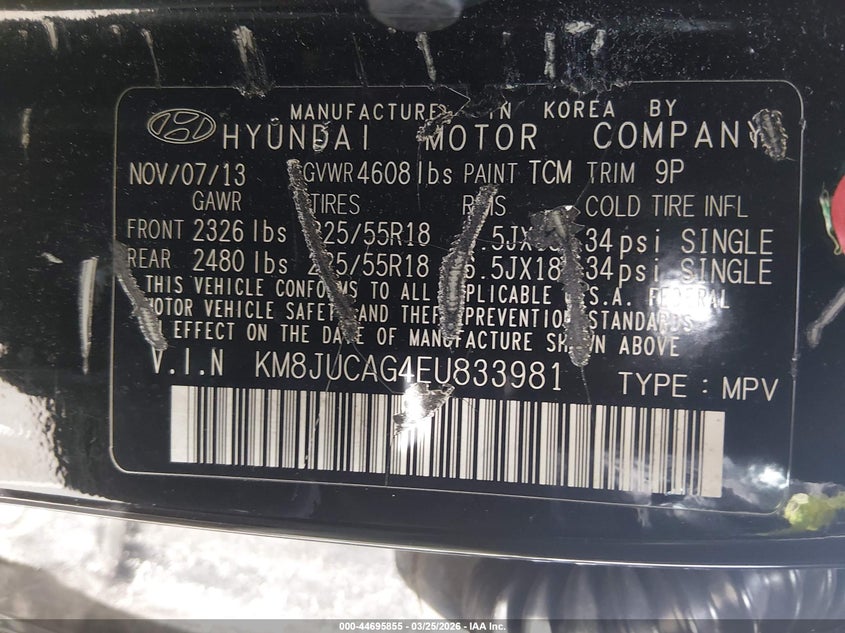 MANUFACTURED IN KOREA BY
HYUNDAI MOTOR COMPANY
NOV/07/13 GVWR 4608 lbs PAINT TCM TRIM 9P
GAWR TIRES RIMS COLD TIRE INFL
FRONT 2326 lbs 225/55R18 6.5JX18 34 psi SINGLE
REAR 2480 lbs 225/55R18 6.5JX18 34 psi SINGLE
THIS VEHICLE CONFORMS TO ALL APPLICABLE U.S.A. FEDERAL
MOTOR VEHICLE SAFETY AND THEFT PREVENTION STANDARDS
IN EFFECT ON THE DATE OF MANUFACTURE SHOWN ABOVE
V.I.N KM8JUCAG4EU833981 TYPE : MPV
000-44695855 - 03/25/2026 - IAA Inc.